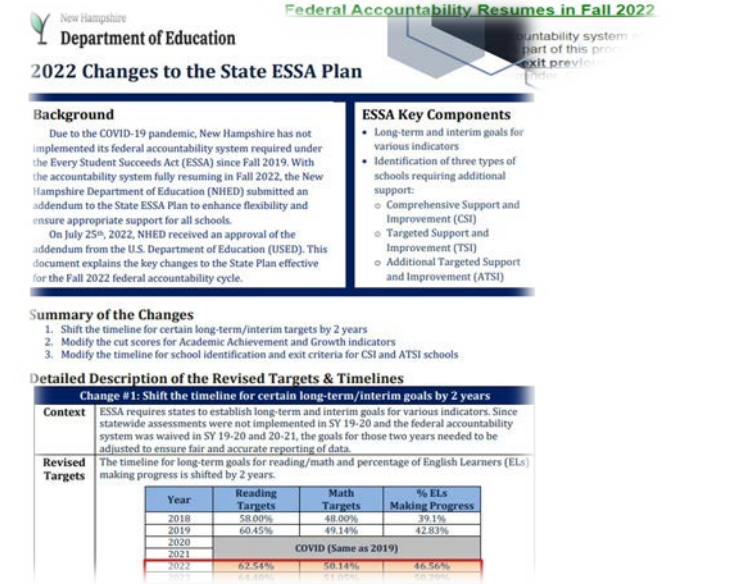 Federal Accountability Resumes in Fall 2022
New Hampshire
Department of Education
ountability system
part of this pro
exit previou
2022 Changes to the State ESSA Plan
Background
Due to the COVID-19 pandemic, New Hampshire has not
implemented its federal accountability system required under
the Every Student Succeeds Act (ESSA) since Fall 2019. With
the accountability system fully resuming in Fall 2022, the New
Hampshire Department of Education (NHED) submitted an
addendum to the State ESSA Plan to enhance flexibility and
ensure appropriate support for all schools.
On July 25th, 2022, NHED received an approval of the
addendum from the U.S. Department of Education (USED). This
document explains the key changes to the State Plan effective
for the Fall 2022 federal accountability cycle.
ESSA Key Components
• Long-term and interim goals for
various indicators
• Identification of three types of
schools requiring additional
support:
o Comprehensive Support and
Improvement (CSI)
o Targeted Support and
Improvement (TSI)
o Additional Targeted Support
and Improvement (ATSI)
Summary of the Changes
1. Shift the timeline for certain long-term/interim targets by 2 years
2. Modify the cut scores for Academic Achievement and Growth indicators
3. Modify the timeline for school identification and exit criteria for CSI and ATSI schools
Detailed Description of the Revised Targets & Timelines
Change #1: Shift the timeline for certain long-term/interim goals by 2 years
Context ESSA requires states to establish long-term and interim goals for various indicators. Since
statewide assessments were not implemented in SY 19-20 and the federal accountability
system was waived in SY 19-20 and 20-21, the goals for those two years needed to be
adjusted to ensure fair and accurate reporting of data.
Revised The timeline for long-term goals for reading/math and percentage of English Learners (ELs)
Targets making progress is shifted by 2 years.
Year Reading Targets Math Targets % ELs Making Progress
2018 58.00% 48.00% 39.1%
2019 60.45% 49.14% 42.83%
2020
COVID (Same as 2019)
2021
2022 62.54% 50.14% 46.56%